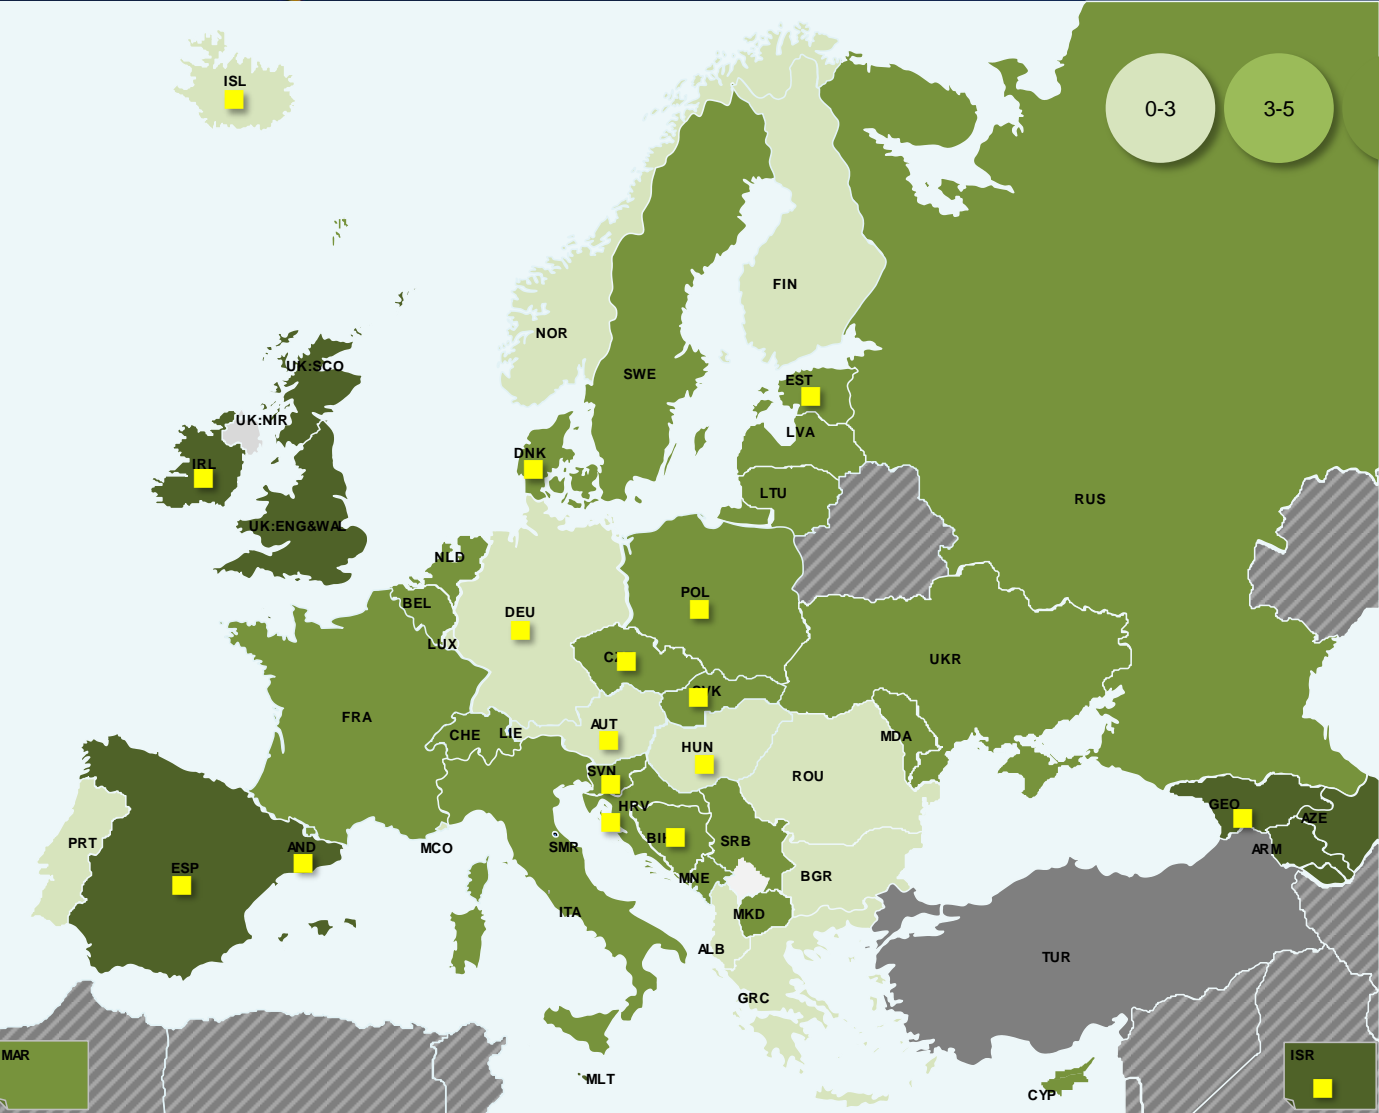 ISL
0-3
3-5
FIN
NOR
UK:SCO
SWE
EST
UK:NIR
LVA
DNK
IRL
LTU
RUS
UK:ENG&WAL
NLD
POL
BEL
DEU
LUX
UKR
SVK
FRA
AUT
CHE
LIE
MDA
HUN
SVN
ROU
GEO
HRV
AZE
PRT
SRB
AND
MCO
SMR
ARM
ESP
MNE
BGR
ITA
MKD
ALB
TUR
GRC
MAR
ISR
MLT
CYP